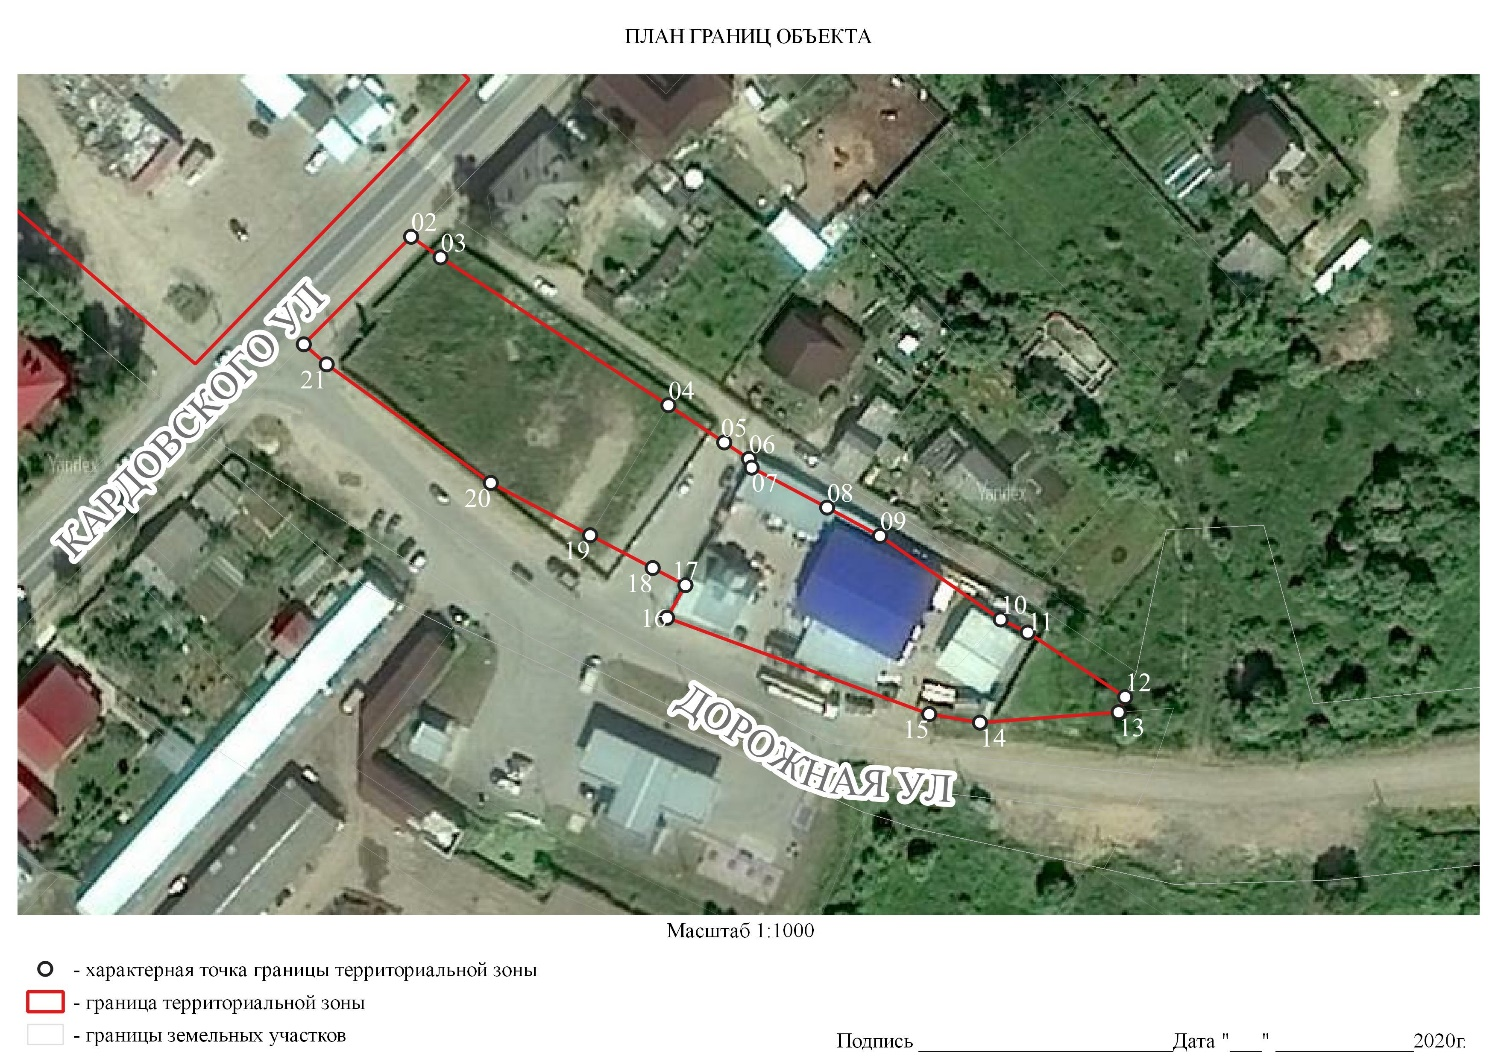 ПЛАН ГРАНИЦ ОБЪЕКТА
02
03
КАРДОВСКОГО УЛ
21
04
05
06
07
Yandex
Yandex
20
08
09
19
18
17
16
10
11
12
13
15
14
ДОРОЖНАЯ УЛ
Масштаб 1:1000
- характерная точка границы территориальной зоны
- граница территориальной зоны
- границы земельных участков
Подпись ________________________Дата "___" _____________2020г.